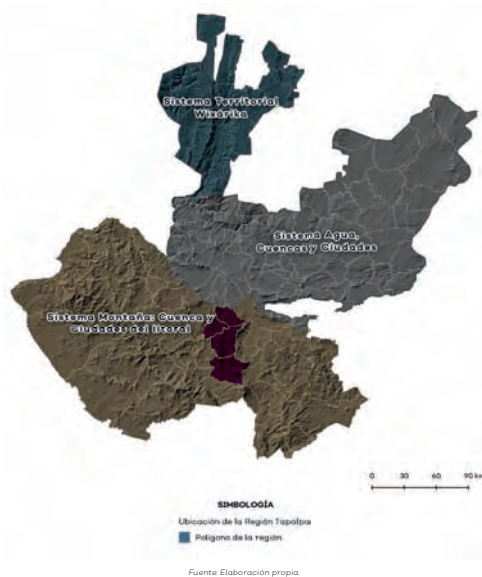 Sistema Territorial
Wixárika
Sistema Agua,
Cuencas y Ciudades
Sistema Montaña: Cuenca y
Ciudades del litoral
0 30 60 90 km
SIMBOLOGÍA
Ubicación de la Región Tapalpa
Polígono de la región
Fuente: Elaboración propia.